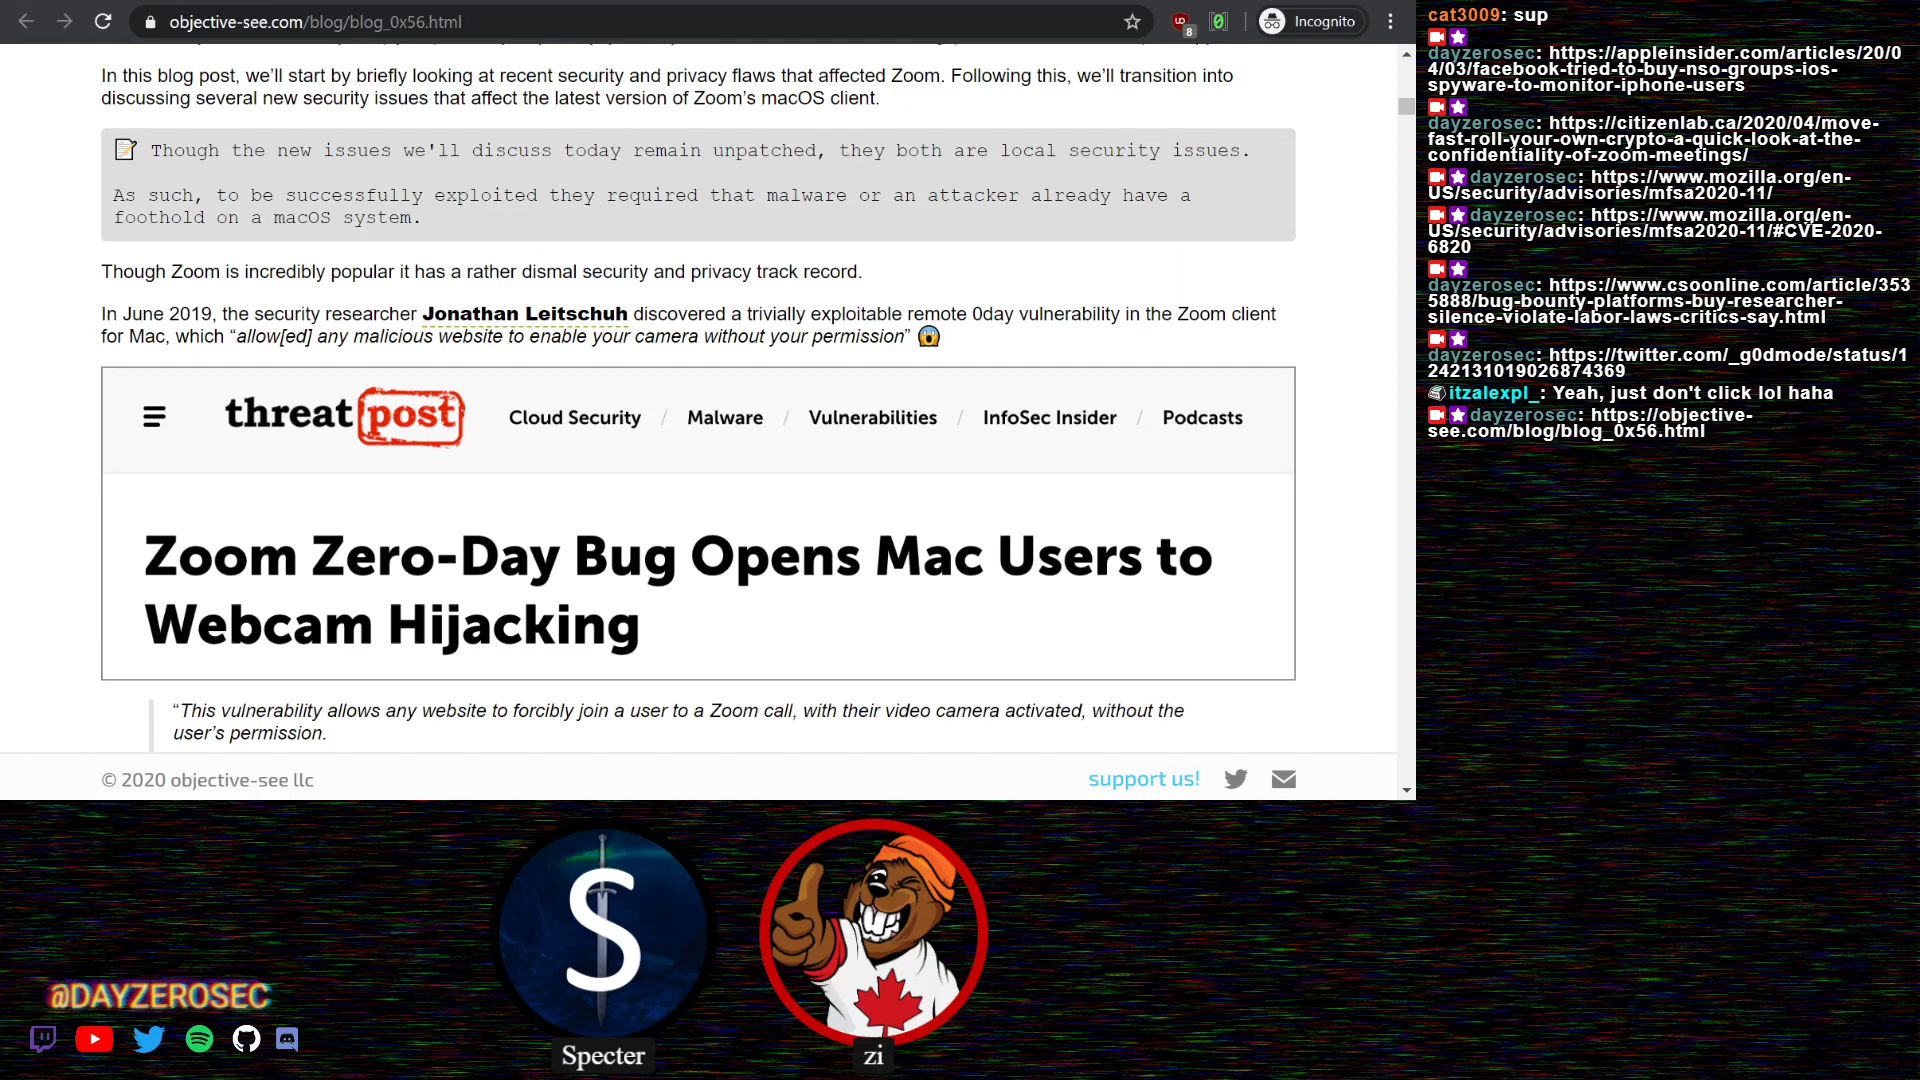 objective-see.com/blog/blog_0x56.html
8
Incognito
In this blog post, we'll start by briefly looking at recent security and privacy flaws that affected Zoom. Following this, we'll transition into
discussing several new security issues that affect the latest version of Zoom's macOS client.
Though the new issues we'll discuss today remain unpatched, they both are local security issues.
As such, to be successfully exploited they required that malware or an attacker already have a
foothold on a macOS system.
Though Zoom is incredibly popular it has a rather dismal security and privacy track record.
In June 2019, the security researcher Jonathan Leitschuh discovered a trivially exploitable remote 0day vulnerability in the Zoom client
for Mac, which “allow[ed] any malicious website to enable your camera without your permission” 😱
threatpost
Cloud Security / Malware / Vulnerabilities / InfoSec Insider / Podcasts
Zoom Zero-Day Bug Opens Mac Users to
Webcam Hijacking
“This vulnerability allows any website to forcibly join a user to a Zoom call, with their video camera activated, without the
user's permission.
© 2020 objective-see llc
support us!
cat3009: sup
dayzerosec: https://appleinsider.com/articles/20/0
4/03/facebook-tried-to-buy-nso-groups-ios-
spyware-to-monitor-iphone-users
dayzerosec: https://citizenlab.ca/2020/04/move-
fast-roll-your-own-crypto-a-quick-look-at-the-
confidentiality-of-zoom-meetings/
dayzerosec: https://www.mozilla.org/en-
US/security/advisories/mfsa2020-11/
dayzerosec: https://www.mozilla.org/en-
US/security/advisories/mfsa2020-11/#CVE-2020-
6820
dayzerosec: https://www.csoonline.com/article/353
5888/bug-bounty-platforms-buy-researcher-
silence-violate-labor-laws-critics-say.html
dayzerosec: https://twitter.com/_g0dmode/status/1
242131019026874369
itzalexpl_: Yeah, just don't click lol haha
dayzerosec: https://objective-
see.com/blog/blog_0x56.html
S
@DAYZEROSEC
Specter
zi